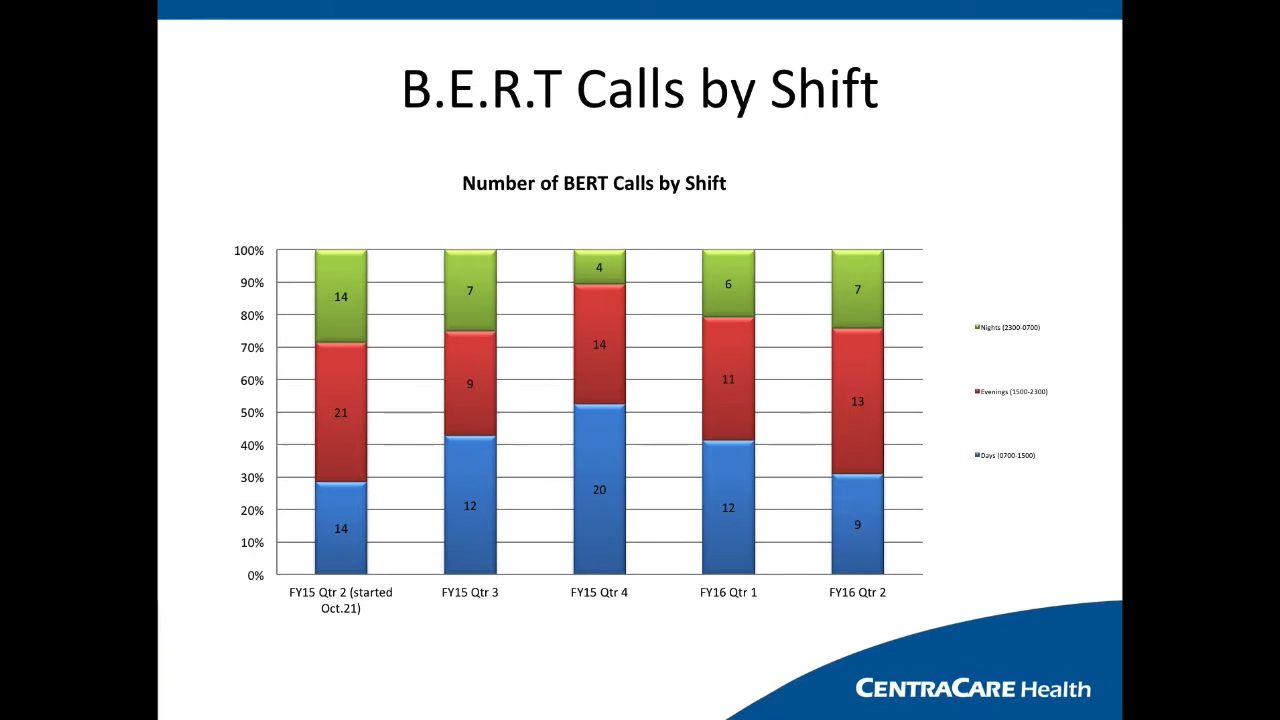 B.E.R.T Calls by Shift
Number of BERT Calls by Shift
100%
90%
80%
70%
60%
50%
40%
30%
20%
10%
0%
14
21
14
7
9
12
4
14
20
6
11
12
7
13
9
FY15 Qtr 2 (started
Oct.21)
FY15 Qtr 3
FY15 Qtr 4
FY16 Qtr 1
FY16 Qtr 2
Nights (2300-0700)
Evenings (1500-2300)
Days (0700-1500)
CENTRACARE Health